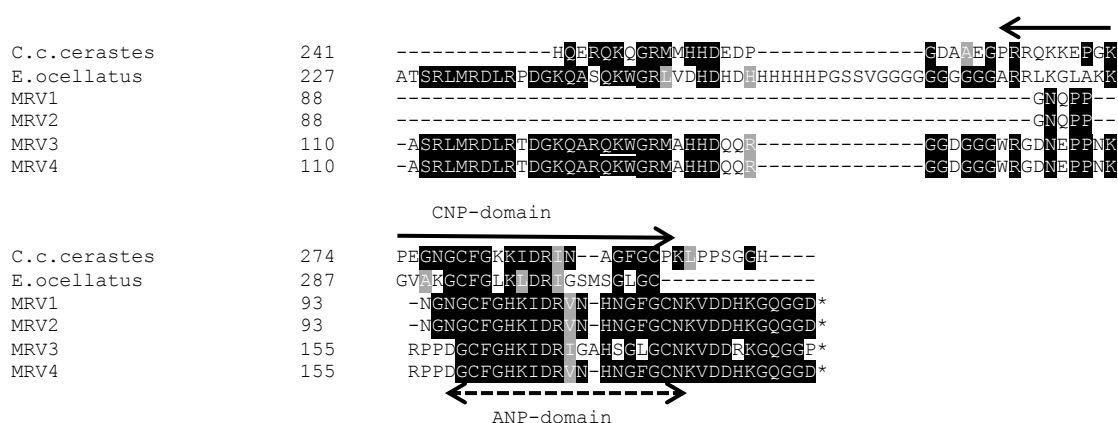 C.c.cerastes 241 -------------HQERQKQGRMMHHDEDP--------------GDAAEGPRRQKKEPGK
E.ocellatus 227 ATSRLMRDLRPDGKQASQKWGRLVDHDHDHHHHHHPGSSVGGGGGGGGGGARRLKGLAKK
MRV1 88 -----------------------------------------------------GNQPP--
MRV2 88 -----------------------------------------------------GNQPP--
MRV3 110 -ASRLMRDLRTDGKQARQKWGRMAHHDQQR--------------GGDGGGWRGDNEPPNK
MRV4 110 -ASRLMRDLRTDGKQARQKWGRMAHHDQQR--------------GGDGGGWRGDNEPPNK
CNP-domain
C.c.cerastes 274 PEGNGCFGKKIDRIN--AGFGCPKLPPSGGH----
E.ocellatus 287 GVAKGCFGLKLDRIGSMSGLGC-------------
MRV1 93 -NGNGCFGHKIDRVN-HNGFGCNKVDDHKGQGGD*
MRV2 93 -NGNGCFGHKIDRVN-HNGFGCNKVDDHKGQGGD*
MRV3 155 RPPDGCFGHKIDRIGAHSGLGCNKVDDRKGQGGP*
MRV4 155 RPPDGCFGHKIDRVN-HNGFGCNKVDDHKGQGGD*
ANP-domain